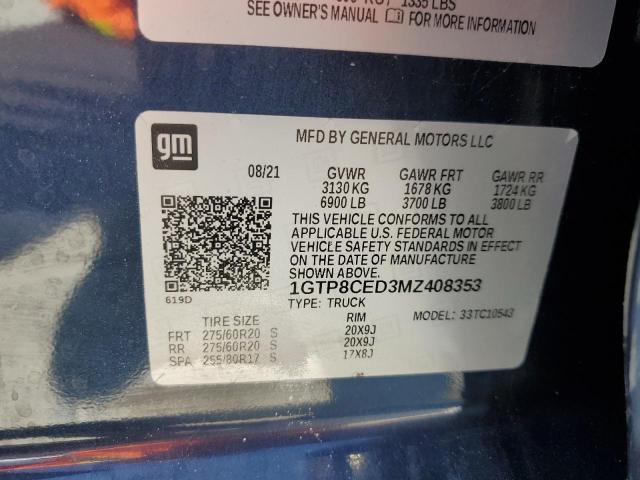 1335 LBS
SEE OWNER'S MANUAL FOR MORE INFORMATION
gm
MFD BY GENERAL MOTORS LLC
08/21 GVWR GAWR FRT GAWR RR
3130 KG 1678 KG 1724 KG
6900 LB 3700 LB 3800 LB
THIS VEHICLE CONFORMS TO ALL
APPLICABLE U.S. FEDERAL MOTOR
VEHICLE SAFETY STANDARDS IN EFFECT
ON THE DATE OF MANUFACTURE
SHOWN ABOVE.
1GTP8CED3MZ408353
619D
TYPE: TRUCK MODEL: 33TC10543
TIRE SIZE RIM
FRT 275/60R20 S 20X9J
RR 275/60R20 S 20X9J
SPA 255/80R17 S 17X8J